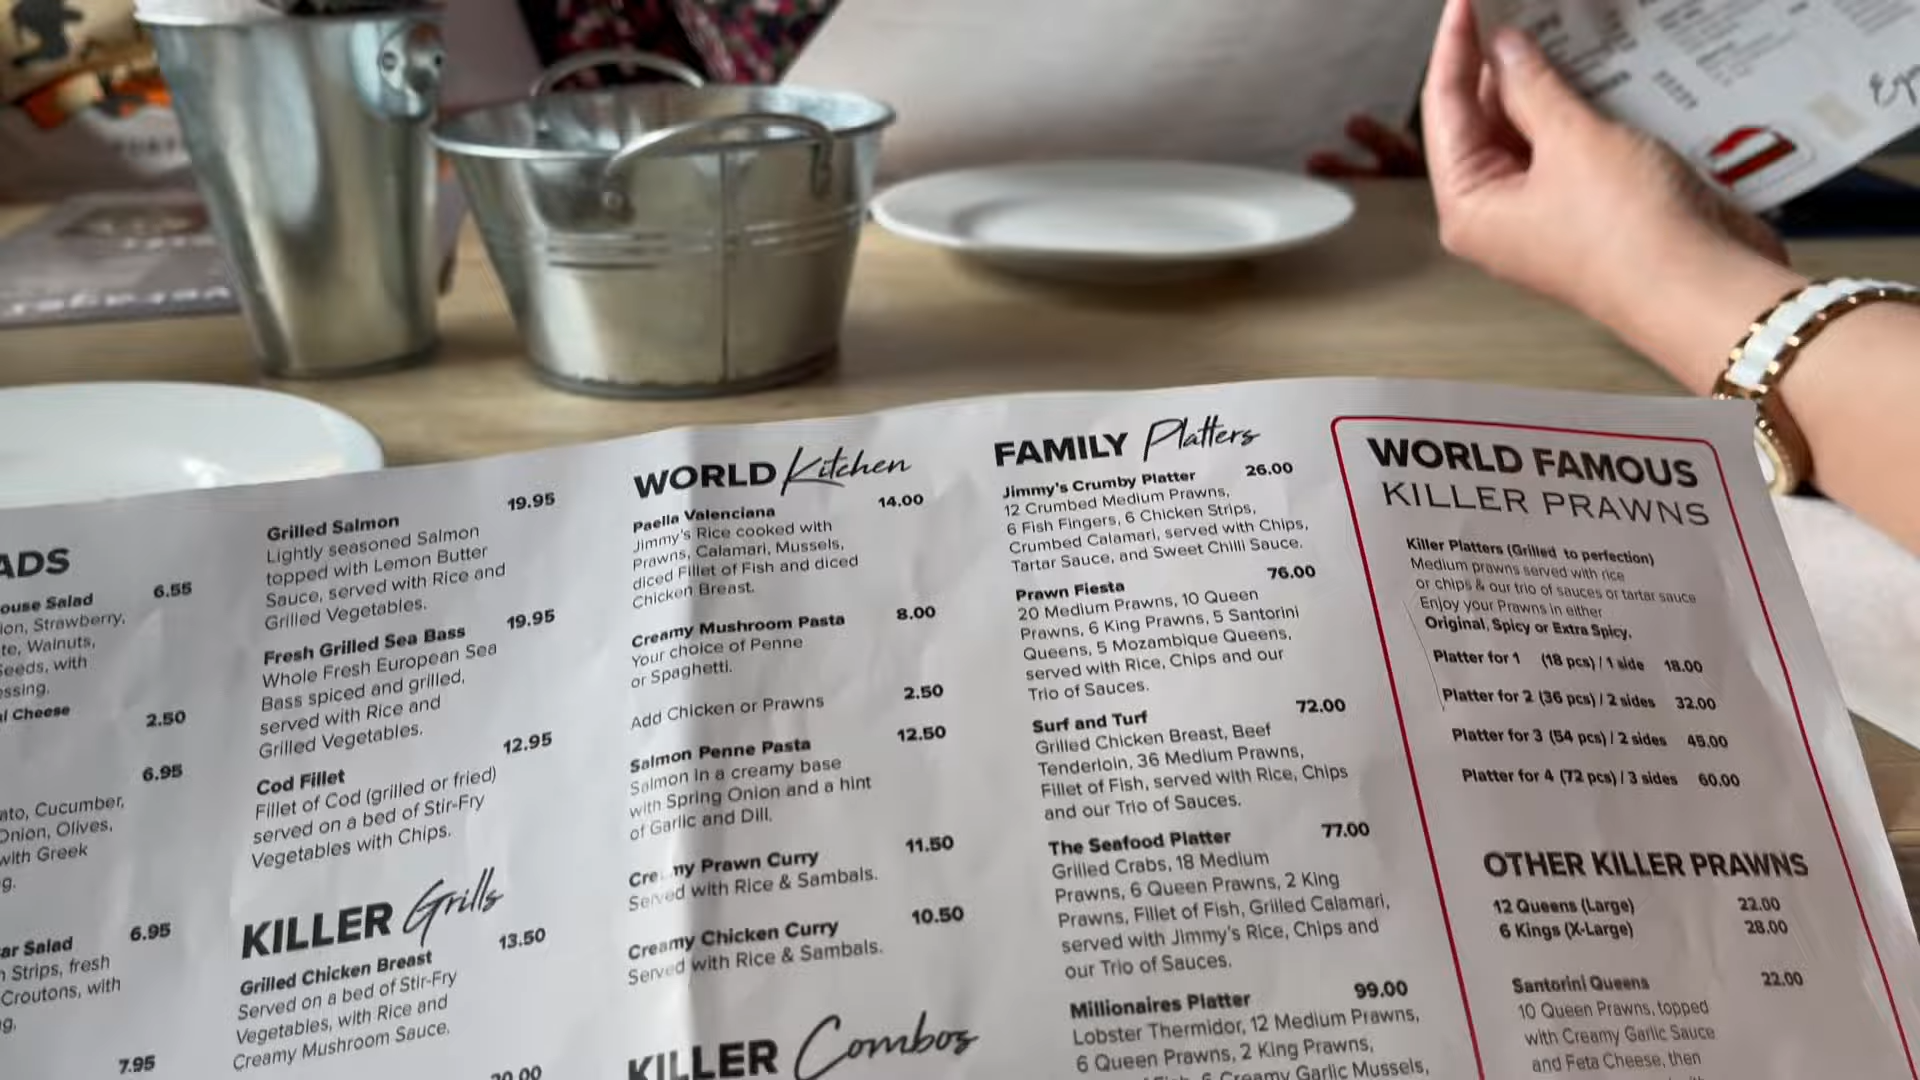 ADS
ouse Salad 6.55
ion, Strawberry,
te, Walnuts,
Seeds, with
essing.
al Cheese 2.50
6.95
ato, Cucumber,
Onion, Olives,
with Greek
g.
ar Salad 6.95
n Strips, fresh
Croutons, with
g.
7.95
Grilled Salmon 19.95
Lightly seasoned Salmon
topped with Lemon Butter
Sauce, served with Rice and
Grilled Vegetables.
Fresh Grilled Sea Bass 19.95
Whole Fresh European Sea
Bass spiced and grilled,
served with Rice and
Grilled Vegetables.
Cod Fillet 12.95
Fillet of Cod (grilled or fried)
served on a bed of Stir-Fry
Vegetables with Chips.
KILLER Grills
Grilled Chicken Breast 13.50
Served on a bed of Stir-Fry
Vegetables, with Rice and
Creamy Mushroom Sauce.
WORLD Kitchen
Paella Valenciana 14.00
Jimmy's Rice cooked with
Prawns, Calamari, Mussels,
diced Fillet of Fish and diced
Chicken Breast.
Creamy Mushroom Pasta 8.00
Your choice of Penne
or Spaghetti.
Add Chicken or Prawns 2.50
Salmon Penne Pasta 12.50
Salmon in a creamy base
with Spring Onion and a hint
of Garlic and Dill.
Cre my Prawn Curry 11.50
Served with Rice & Sambals.
Creamy Chicken Curry 10.50
Served with Rice & Sambals.
KILLER Combos
FAMILY Platters
Jimmy's Crumby Platter 26.00
12 Crumbed Medium Prawns,
6 Fish Fingers, 6 Chicken Strips,
Crumbed Calamari, served with Chips,
Tartar Sauce, and Sweet Chilli Sauce.
Prawn Fiesta 76.00
20 Medium Prawns, 10 Queen
Prawns, 6 King Prawns, 5 Santorini
Queens, 5 Mozambique Queens,
served with Rice, Chips and our
Trio of Sauces.
Surf and Turf 72.00
Grilled Chicken Breast, Beef
Tenderloin, 36 Medium Prawns,
Fillet of Fish, served with Rice, Chips
and our Trio of Sauces.
The Seafood Platter 77.00
Grilled Crabs, 18 Medium
Prawns, 6 Queen Prawns, 2 King
Prawns, Fillet of Fish, Grilled Calamari,
served with Jimmy's Rice, Chips and
our Trio of Sauces.
Millionaires Platter 99.00
Lobster Thermidor, 12 Medium Prawns,
6 Queen Prawns, 2 King Prawns,
6 Creamy Garlic Mussels,
WORLD FAMOUS
KILLER PRAWNS
Killer Platters (Grilled to perfection)
Medium prawns served with rice
or chips & our trio of sauces or tartar sauce
Enjoy your Prawns in either
Original, Spicy or Extra Spicy.
Platter for 1 (18 pcs) / 1 side 18.00
Platter for 2 (36 pcs) / 2 sides 32.00
Platter for 3 (54 pcs) / 2 sides 45.00
Platter for 4 (72 pcs) / 3 sides 60.00
OTHER KILLER PRAWNS
12 Queens (Large) 22.00
6 Kings (X-Large) 28.00
Santorini Queens 22.00
10 Queen Prawns, topped
with Creamy Garlic Sauce
and Feta Cheese, then